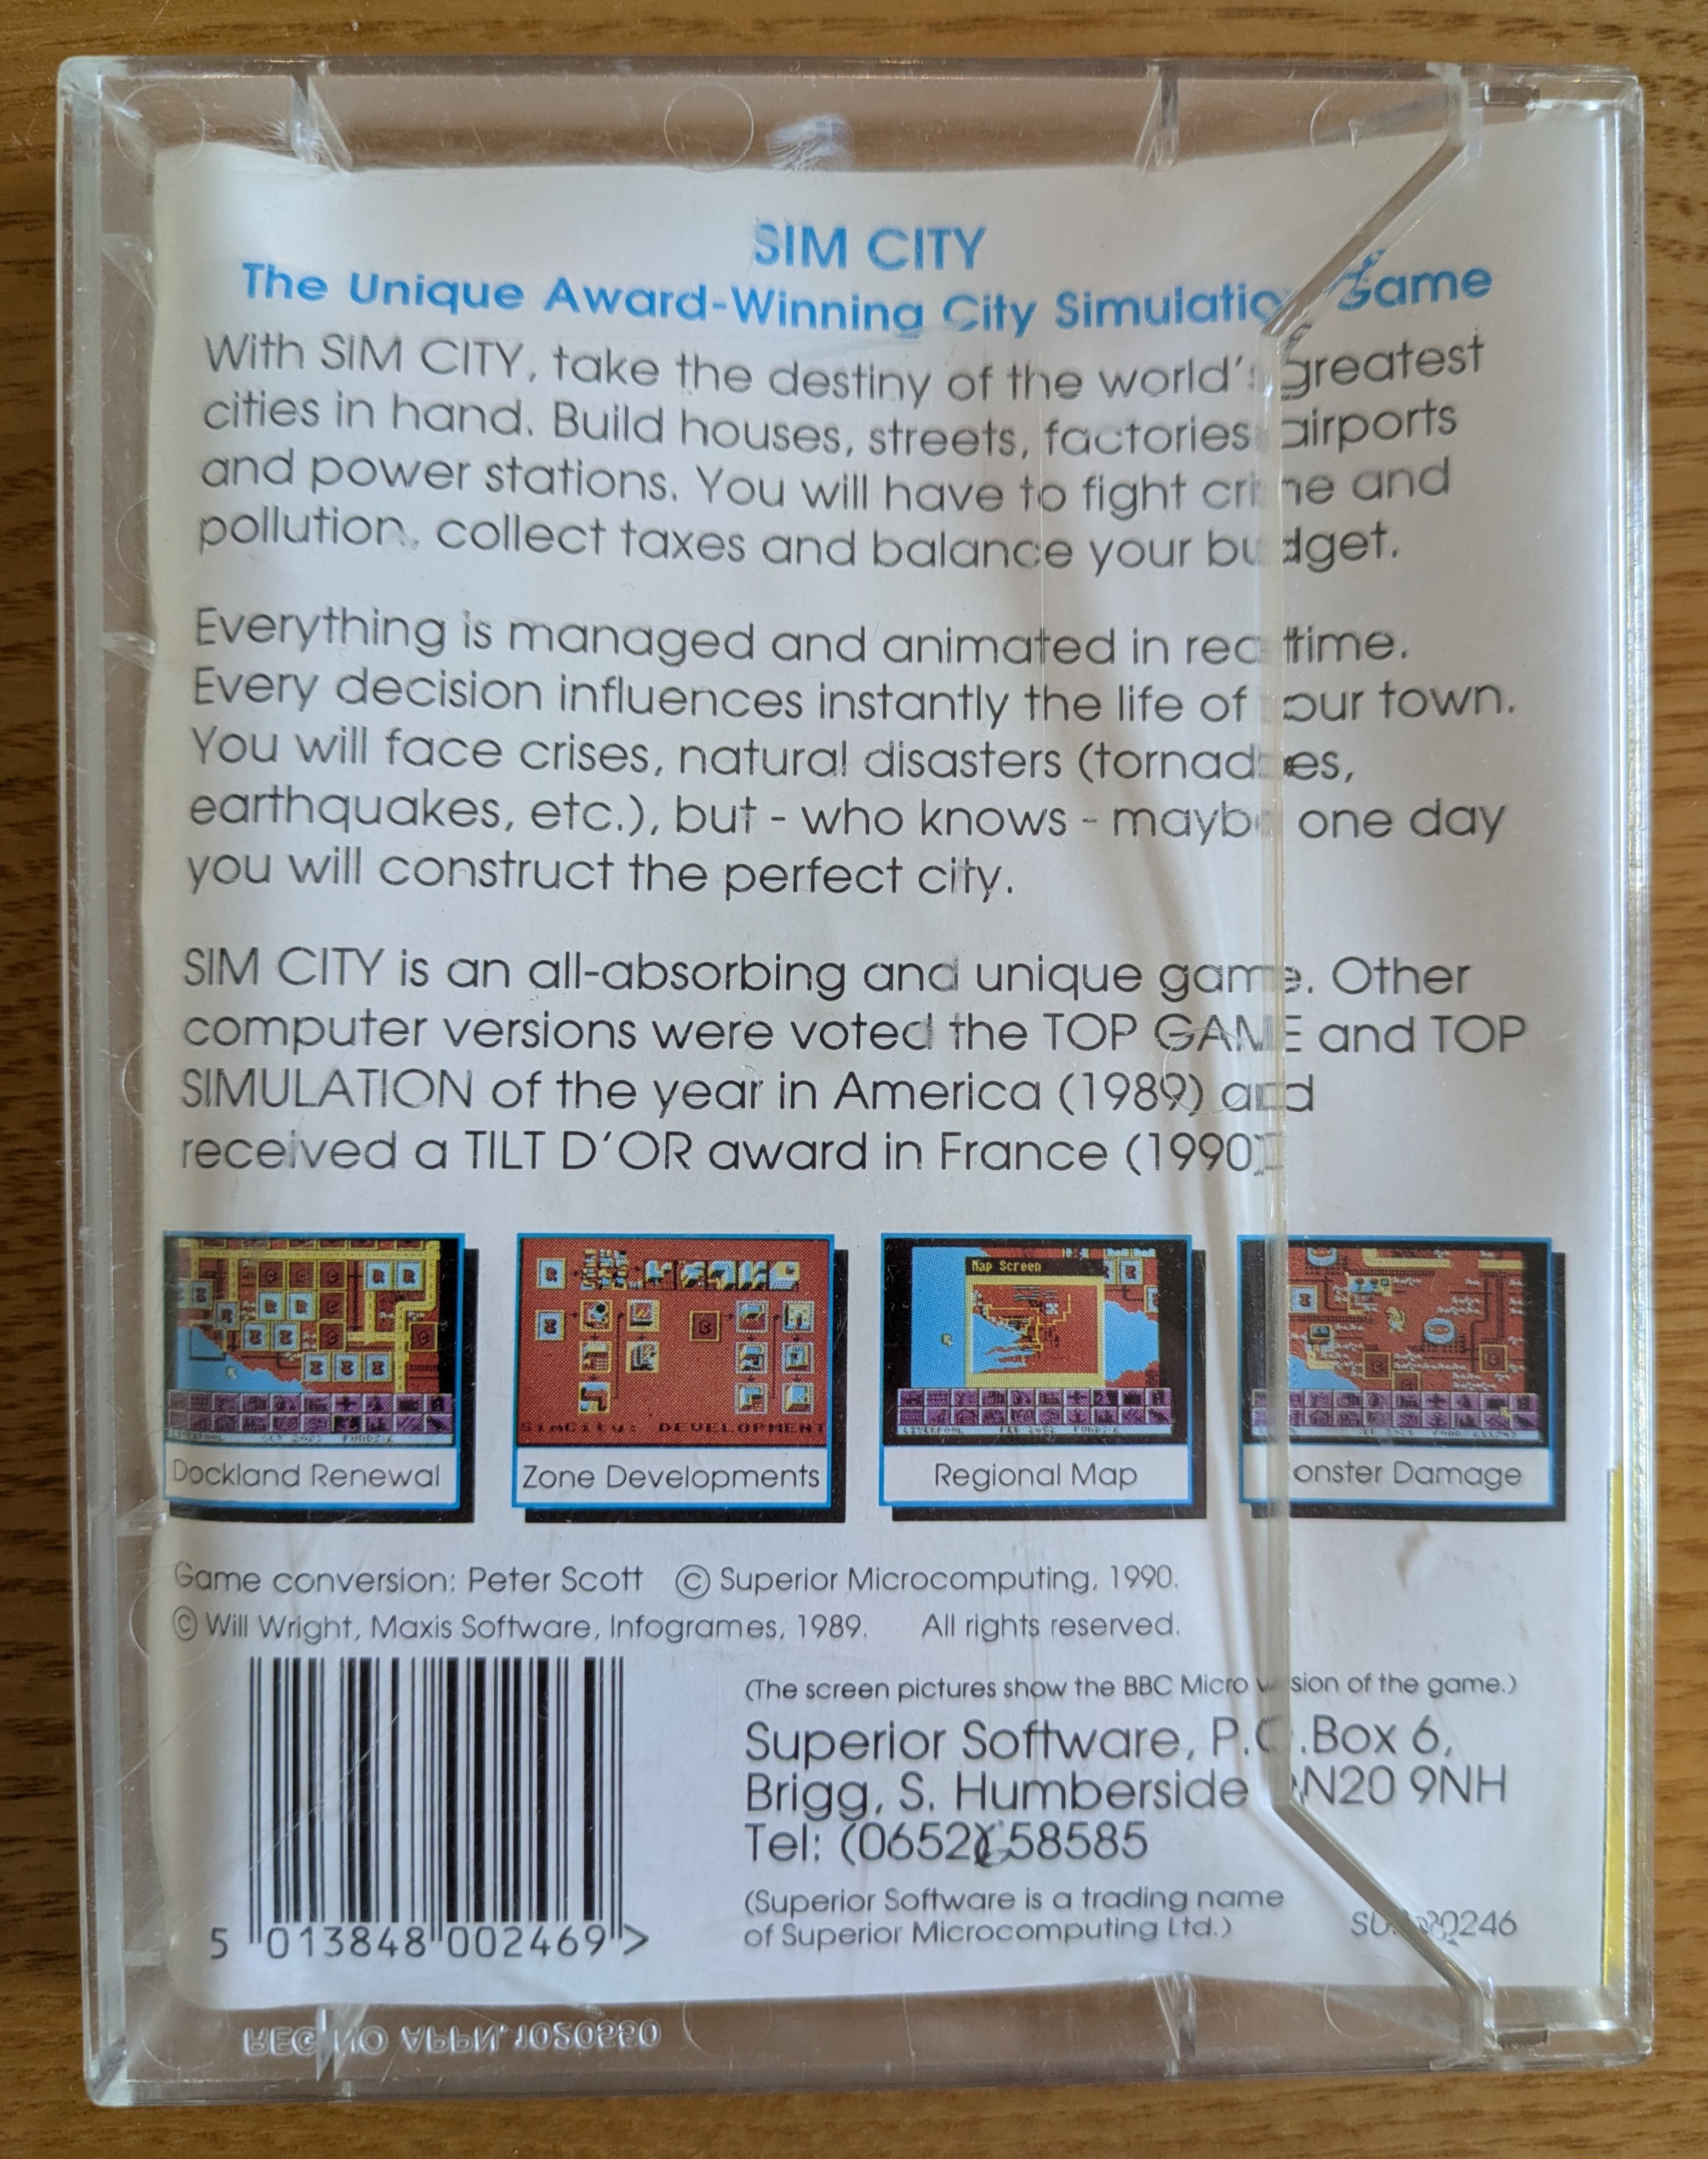 SIM CITY
The Unique Award-Winning City Simulation Game
With SIM CITY, take the destiny of the world's greatest
cities in hand. Build houses, streets, factories, airports
and power stations. You will have to fight crime and
pollution, collect taxes and balance your budget.
Everything is managed and animated in real time.
Every decision influences instantly the life of your town.
You will face crises, natural disasters (tornadoes,
earthquakes, etc.), but - who knows - maybe one day
you will construct the perfect city.
SIM CITY is an all-absorbing and unique game. Other
computer versions were voted the TOP GAME and TOP
SIMULATION of the year in America (1989) and
received a TILT D'OR award in France (1990).
Map Screen
SimCity: DEVELOPMENT
Dockland Renewal
Zone Developments
Regional Map
Monster Damage
Game conversion: Peter Scott © Superior Microcomputing, 1990.
© Will Wright, Maxis Software, Infogrames, 1989. All rights reserved.
(The screen pictures show the BBC Micro version of the game.)
Superior Software, P.O.Box 6,
Brigg, S. Humberside DN20 9NH
Tel: (0652) 58585
(Superior Software is a trading name
of Superior Microcomputing Ltd.)
5 013848 002469 >
REG NO APPN. 1020550